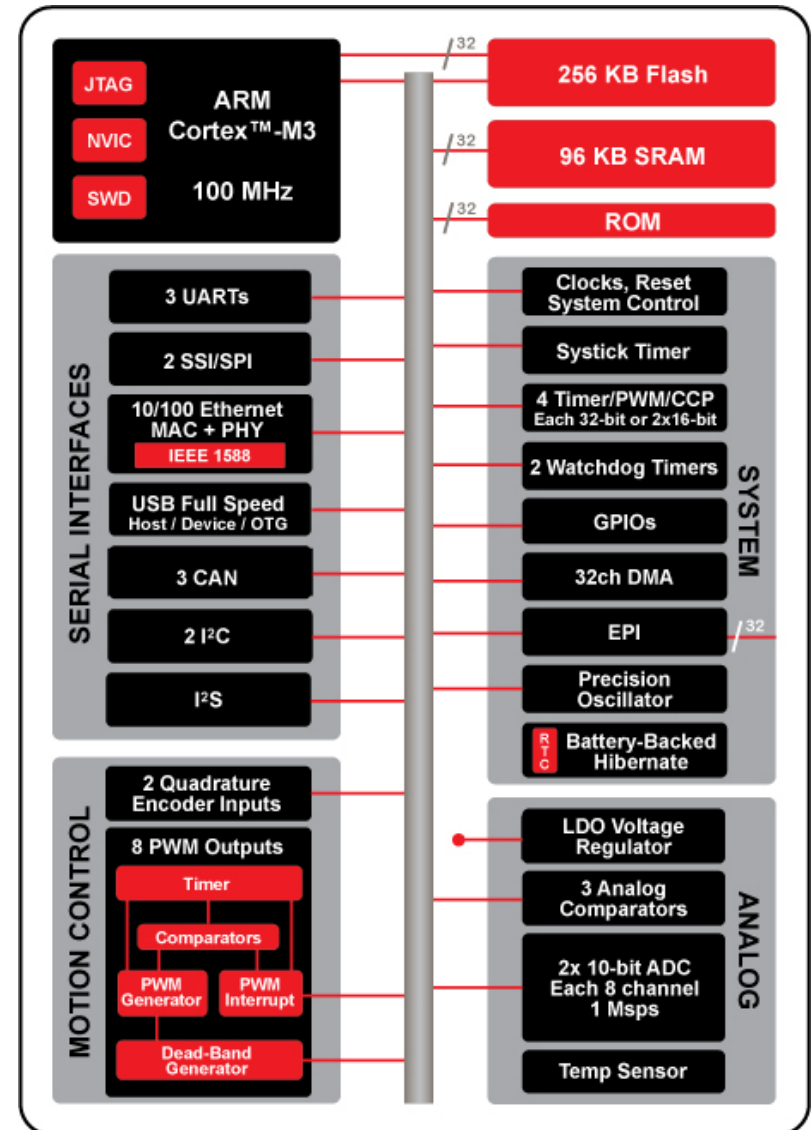 JTAG
NVIC
SWD
ARM
Cortex™-M3
100 MHz
32
256 KB Flash
32
96 KB SRAM
32
ROM
SERIAL INTERFACES
3 UARTs
2 SSI/SPI
10/100 Ethernet
MAC + PHY
IEEE 1588
USB Full Speed
Host / Device / OTG
3 CAN
2 I²C
I²S
SYSTEM
Clocks, Reset
System Control
Systick Timer
4 Timer/PWM/CCP
Each 32-bit or 2x16-bit
2 Watchdog Timers
GPIOs
32ch DMA
EPI
32
Precision
Oscillator
RTC
Battery-Backed
Hibernate
MOTION CONTROL
2 Quadrature
Encoder Inputs
8 PWM Outputs
Timer
Comparators
PWM
Generator
PWM
Interrupt
Dead-Band
Generator
ANALOG
LDO Voltage
Regulator
3 Analog
Comparators
2x 10-bit ADC
Each 8 channel
1 Msps
Temp Sensor